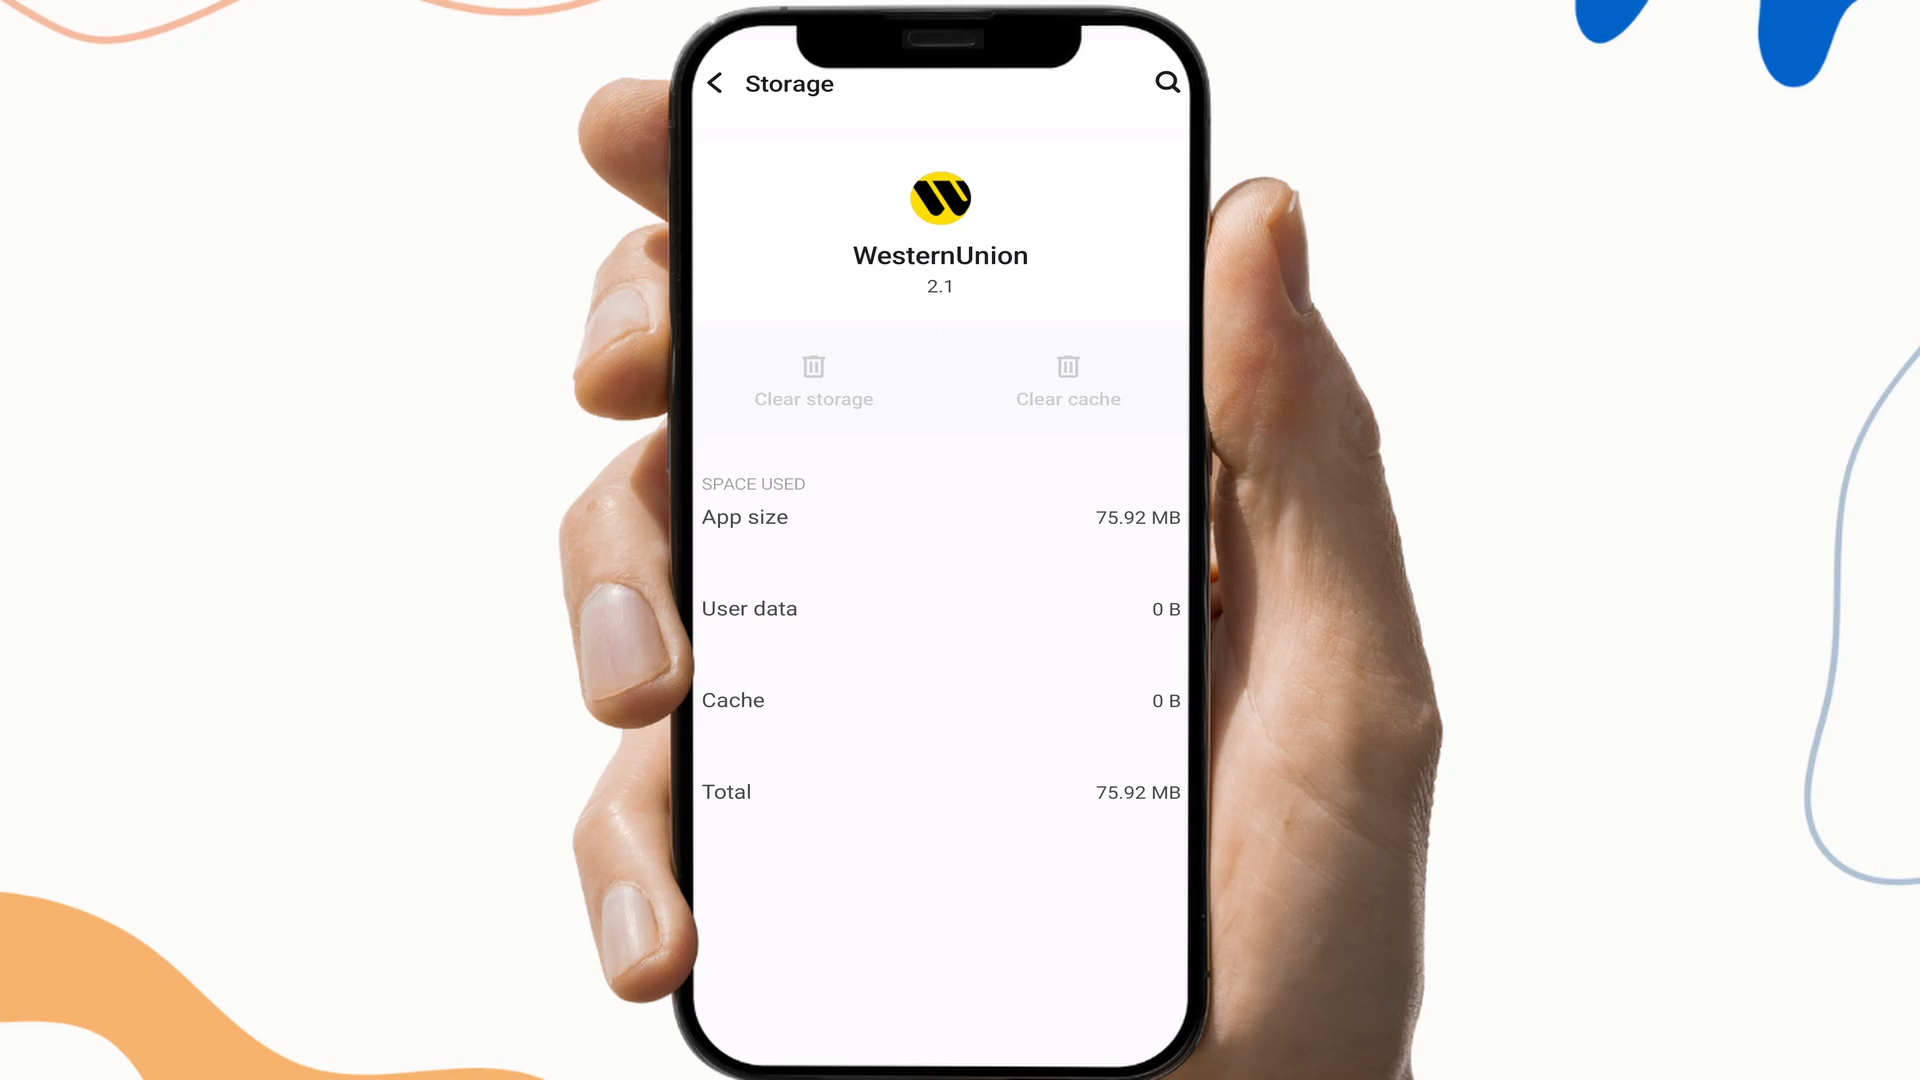 Storage
WesternUnion
2.1
Clear storage
Clear cache
SPACE USED
App size
75.92 MB
User data
0 B
Cache
0 B
Total
75.92 MB